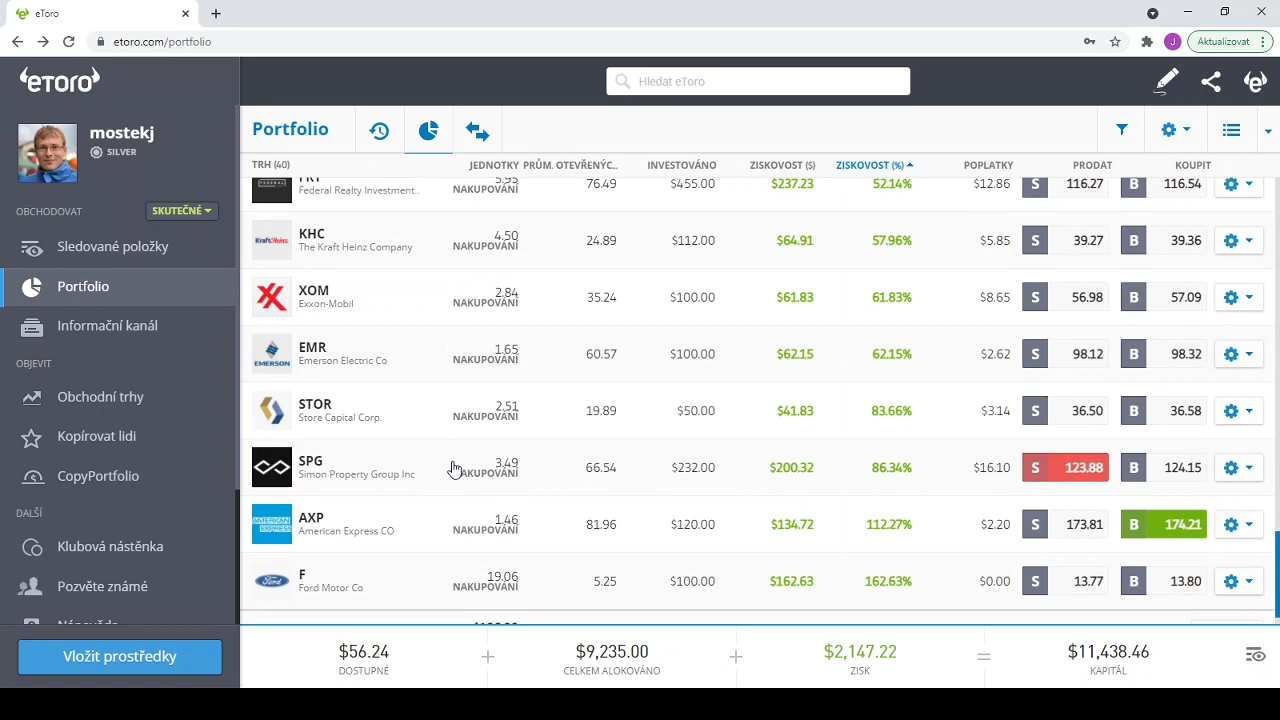 eToro
etoro.com/portfolio
J
Aktualizovat
eToro
Hledat eToro
mostekj
SILVER
OBCHODOVAT
SKUTEČNÉ
Sledované položky
Portfolio
Informační kanál
OBJEVIT
Obchodní trhy
Kopírovat lidi
CopyPortfolio
DALŠÍ
Klubová nástěnka
Pozvěte známé
Vložit prostředky
Portfolio
TRH (40) JEDNOTKY PRŮM. OTEVŘENÝC.. INVESTOVÁNO ZISKOVOST ($) ZISKOVOST (%) POPLATKY PRODAT KOUPIT
FRT 5.95 76.49 $455.00 $237.23 52.14% $12.86 S 116.27 B 116.54
Federal Realty Investment.. NAKUPOVÁNÍ
KHC 4.50 24.89 $112.00 $64.91 57.96% $5.85 S 39.27 B 39.36
Kraft Heinz The Kraft Heinz Company NAKUPOVÁNÍ
XOM 2.84 35.24 $100.00 $61.83 61.83% $8.65 S 56.98 B 57.09
Exxon-Mobil NAKUPOVÁNÍ
EMR 1.65 60.57 $100.00 $62.15 62.15% $2.62 S 98.12 B 98.32
EMERSON Emerson Electric Co NAKUPOVÁNÍ
STOR 2.51 19.89 $50.00 $41.83 83.66% $3.14 S 36.50 B 36.58
Store Capital Corp. NAKUPOVÁNÍ
SPG 3.49 66.54 $232.00 $200.32 86.34% $16.10 S 123.88 B 124.15
Simon Property Group Inc NAKUPOVÁNÍ
AXP 1.46 81.96 $120.00 $134.72 112.27% $2.20 S 173.81 B 174.21
AMERICAN EXPRESS American Express CO NAKUPOVÁNÍ
F 19.06 5.25 $100.00 $162.63 162.63% $0.00 S 13.77 B 13.80
Ford Ford Motor Co NAKUPOVÁNÍ
$56.24 + $9,235.00 + $2,147.22 = $11,438.46
DOSTUPNÉ CELKEM ALOKOVÁNO ZISK KAPITÁL